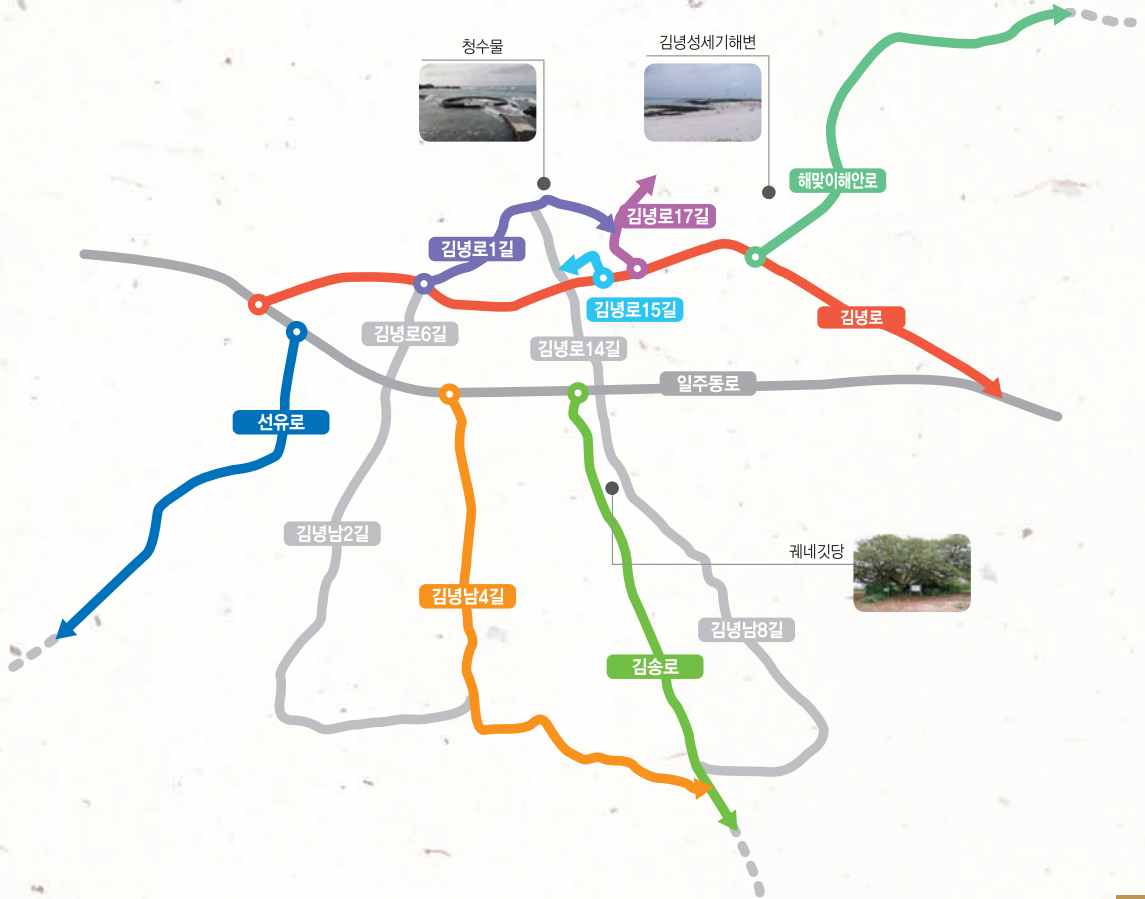 청수물
김녕성세기해변
해맞이해안로
김녕로17길
김녕로1길
김녕로15길
김녕로
김녕로6길
김녕로14길
일주동로
선유로
김녕남2길
궤네깃당
김녕남4길
김녕남8길
김송로